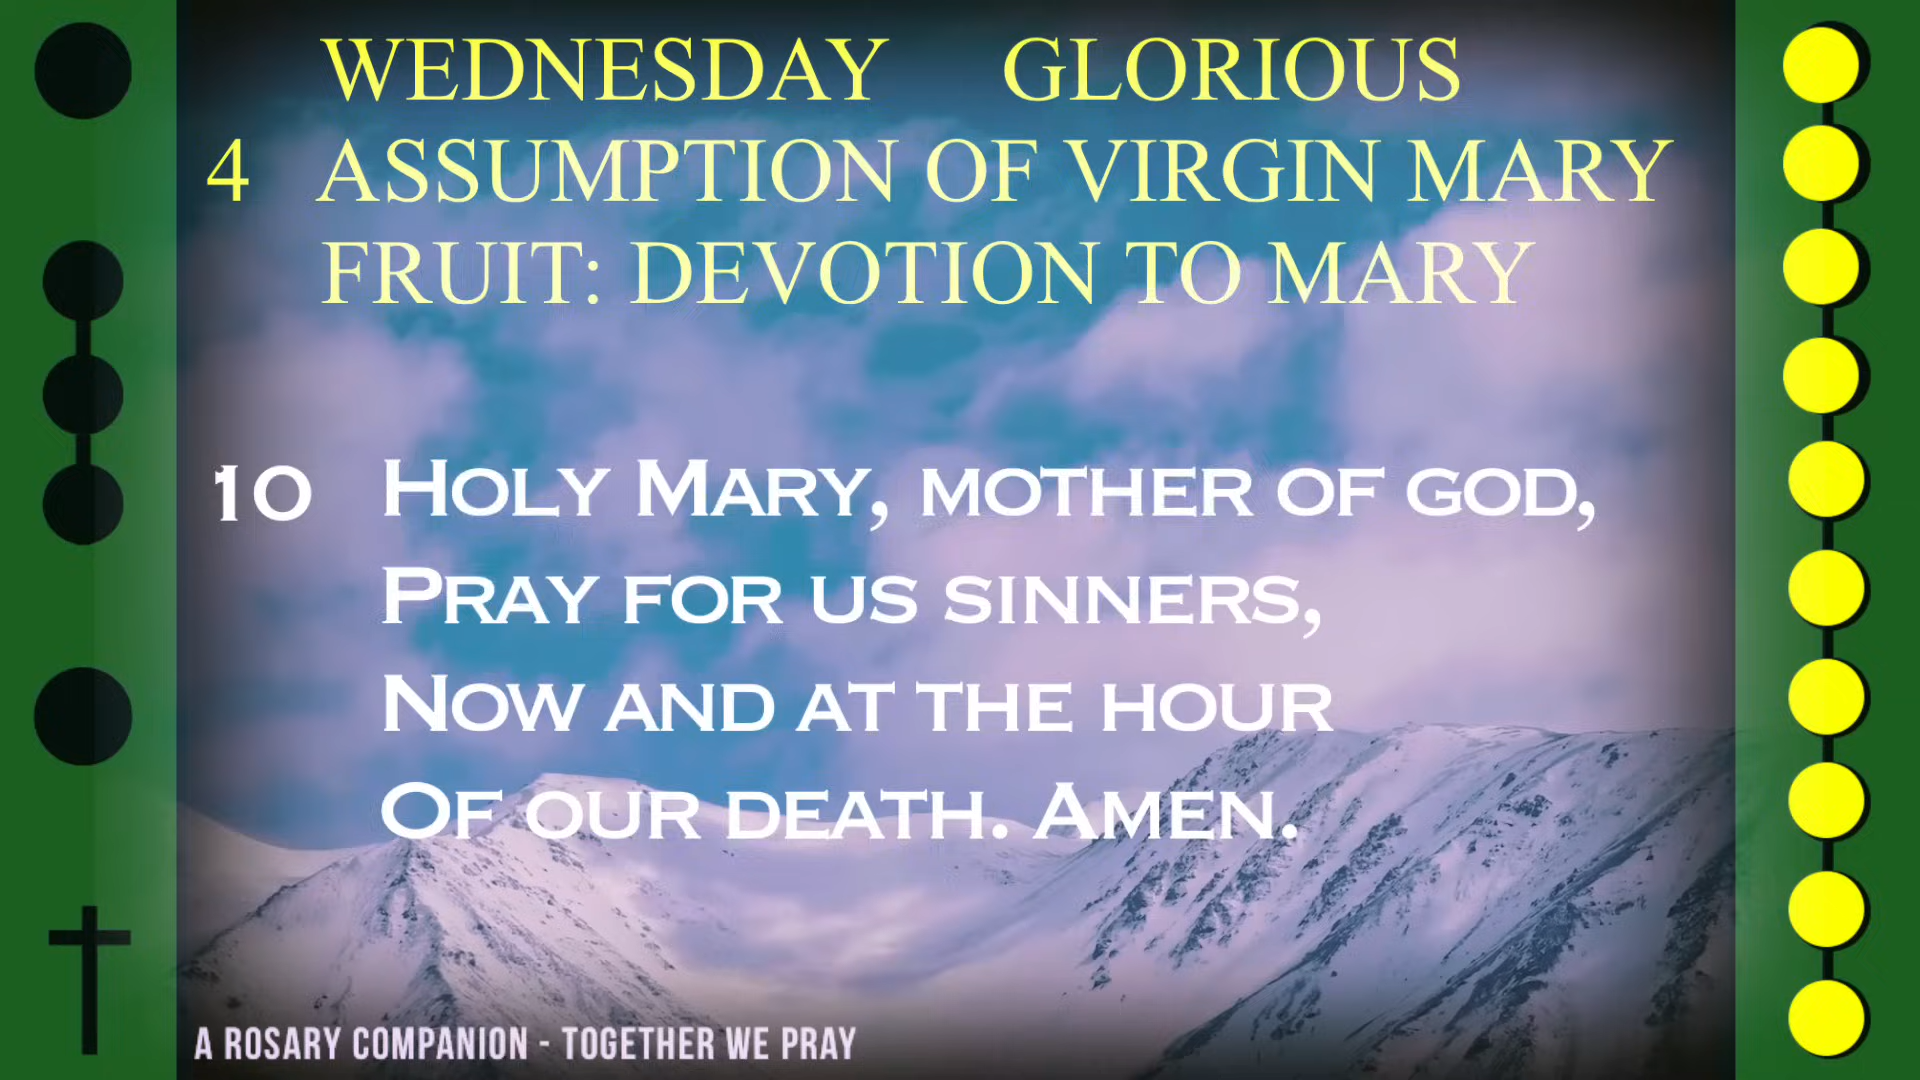 WEDNESDAY GLORIOUS
4 ASSUMPTION OF VIRGIN MARY
FRUIT: DEVOTION TO MARY
10 HOLY MARY, MOTHER OF GOD,
PRAY FOR US SINNERS,
NOW AND AT THE HOUR
OF OUR DEATH. AMEN.
A ROSARY COMPANION - TOGETHER WE PRAY